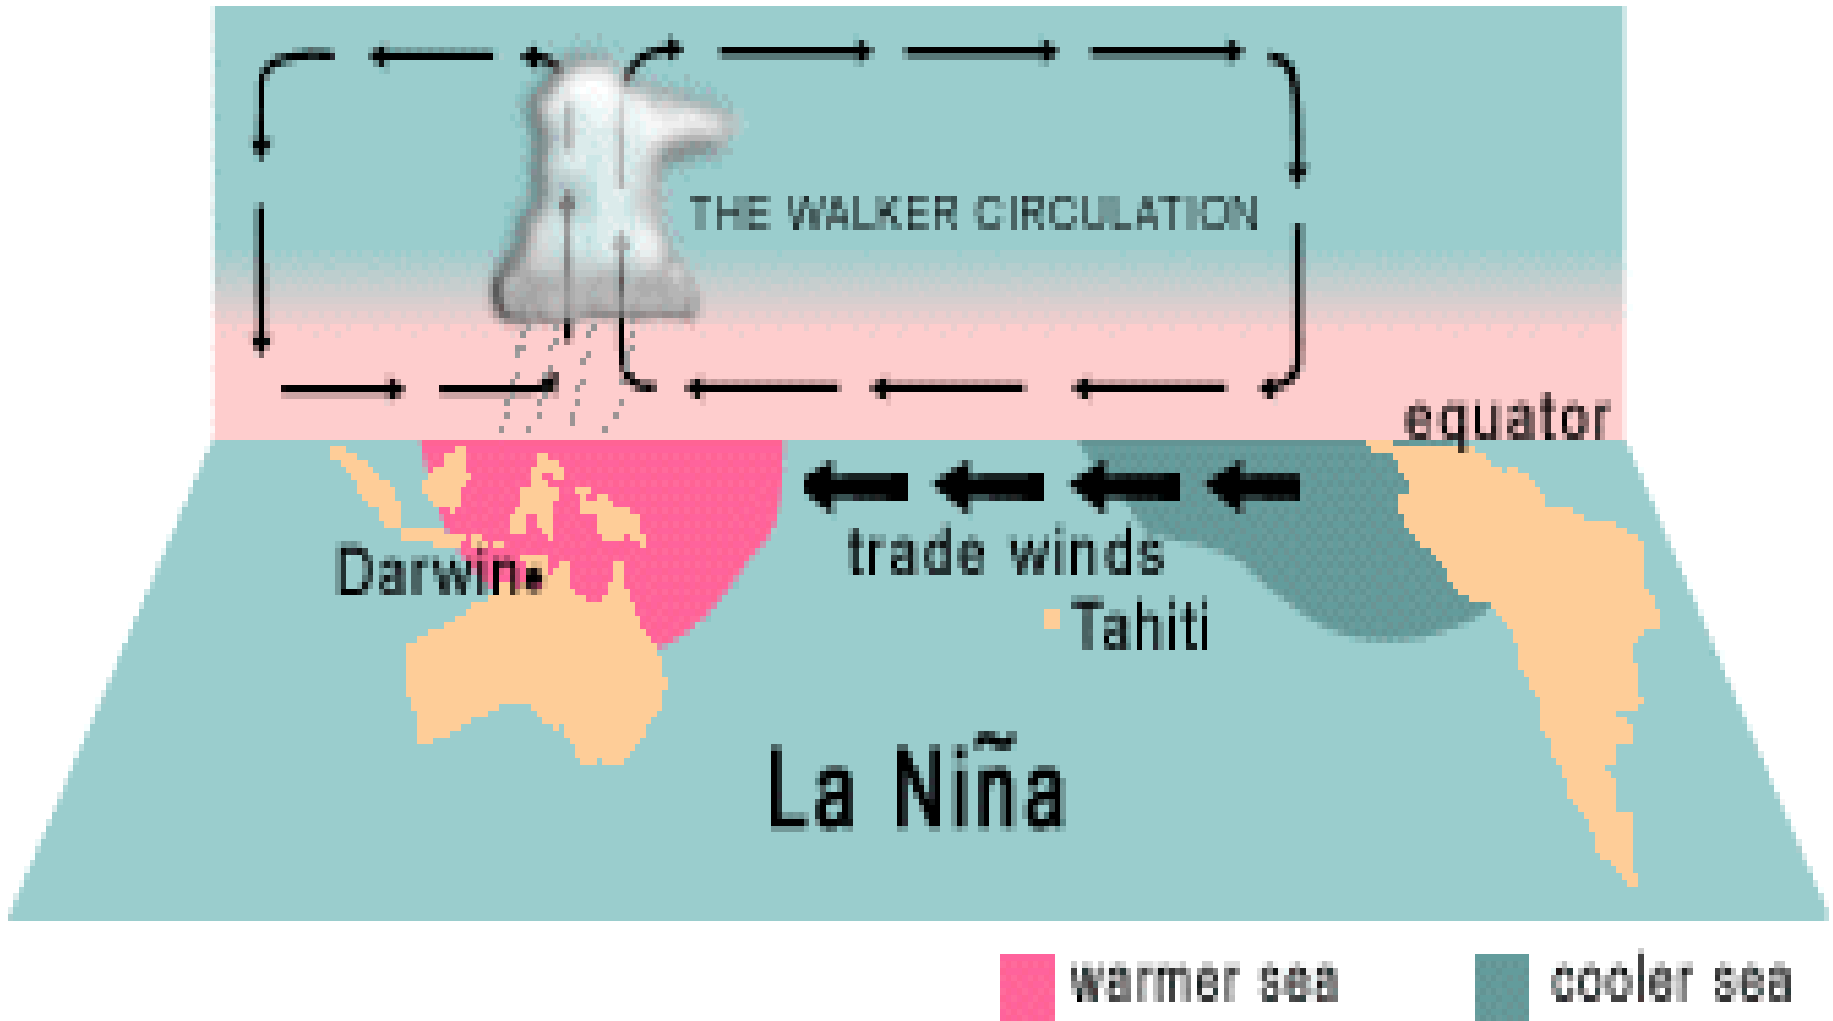 THE WALKER CIRCULATION
equator
trade winds
Darwin
Tahiti
La Niña
warmer sea
cooler sea